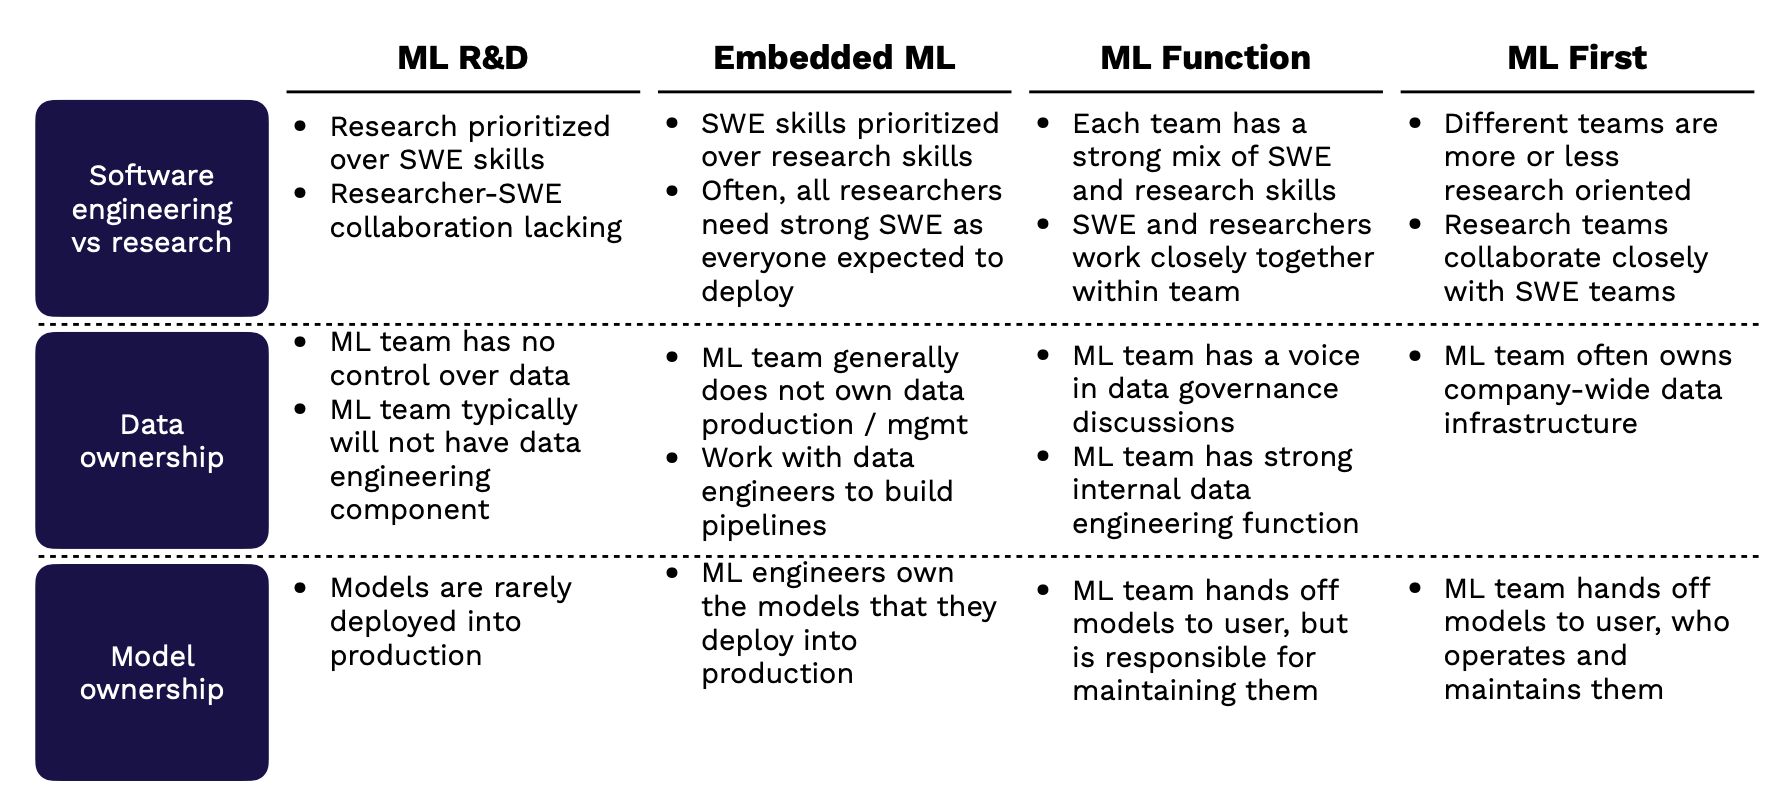 ML R&D
Embedded ML
ML Function
ML First
Software
engineering
vs research
• Research prioritized
over SWE skills
• Researcher-SWE
collaboration lacking
• SWE skills prioritized
over research skills
• Often, all researchers
need strong SWE as
everyone expected to
deploy
• Each team has a
strong mix of SWE
and research skills
• SWE and researchers
work closely together
within team
• Different teams are
more or less
research oriented
• Research teams
collaborate closely
with SWE teams
Data
ownership
• ML team has no
control over data
• ML team typically
will not have data
engineering
component
• ML team generally
does not own data
production / mgmt
• Work with data
engineers to build
pipelines
• ML team has a voice
in data governance
discussions
• ML team has strong
internal data
engineering function
• ML team often owns
company-wide data
infrastructure
Model
ownership
• Models are rarely
deployed into
production
• ML engineers own
the models that they
deploy into
production
• ML team hands off
models to user, but
is responsible for
maintaining them
• ML team hands off
models to user, who
operates and
maintains them